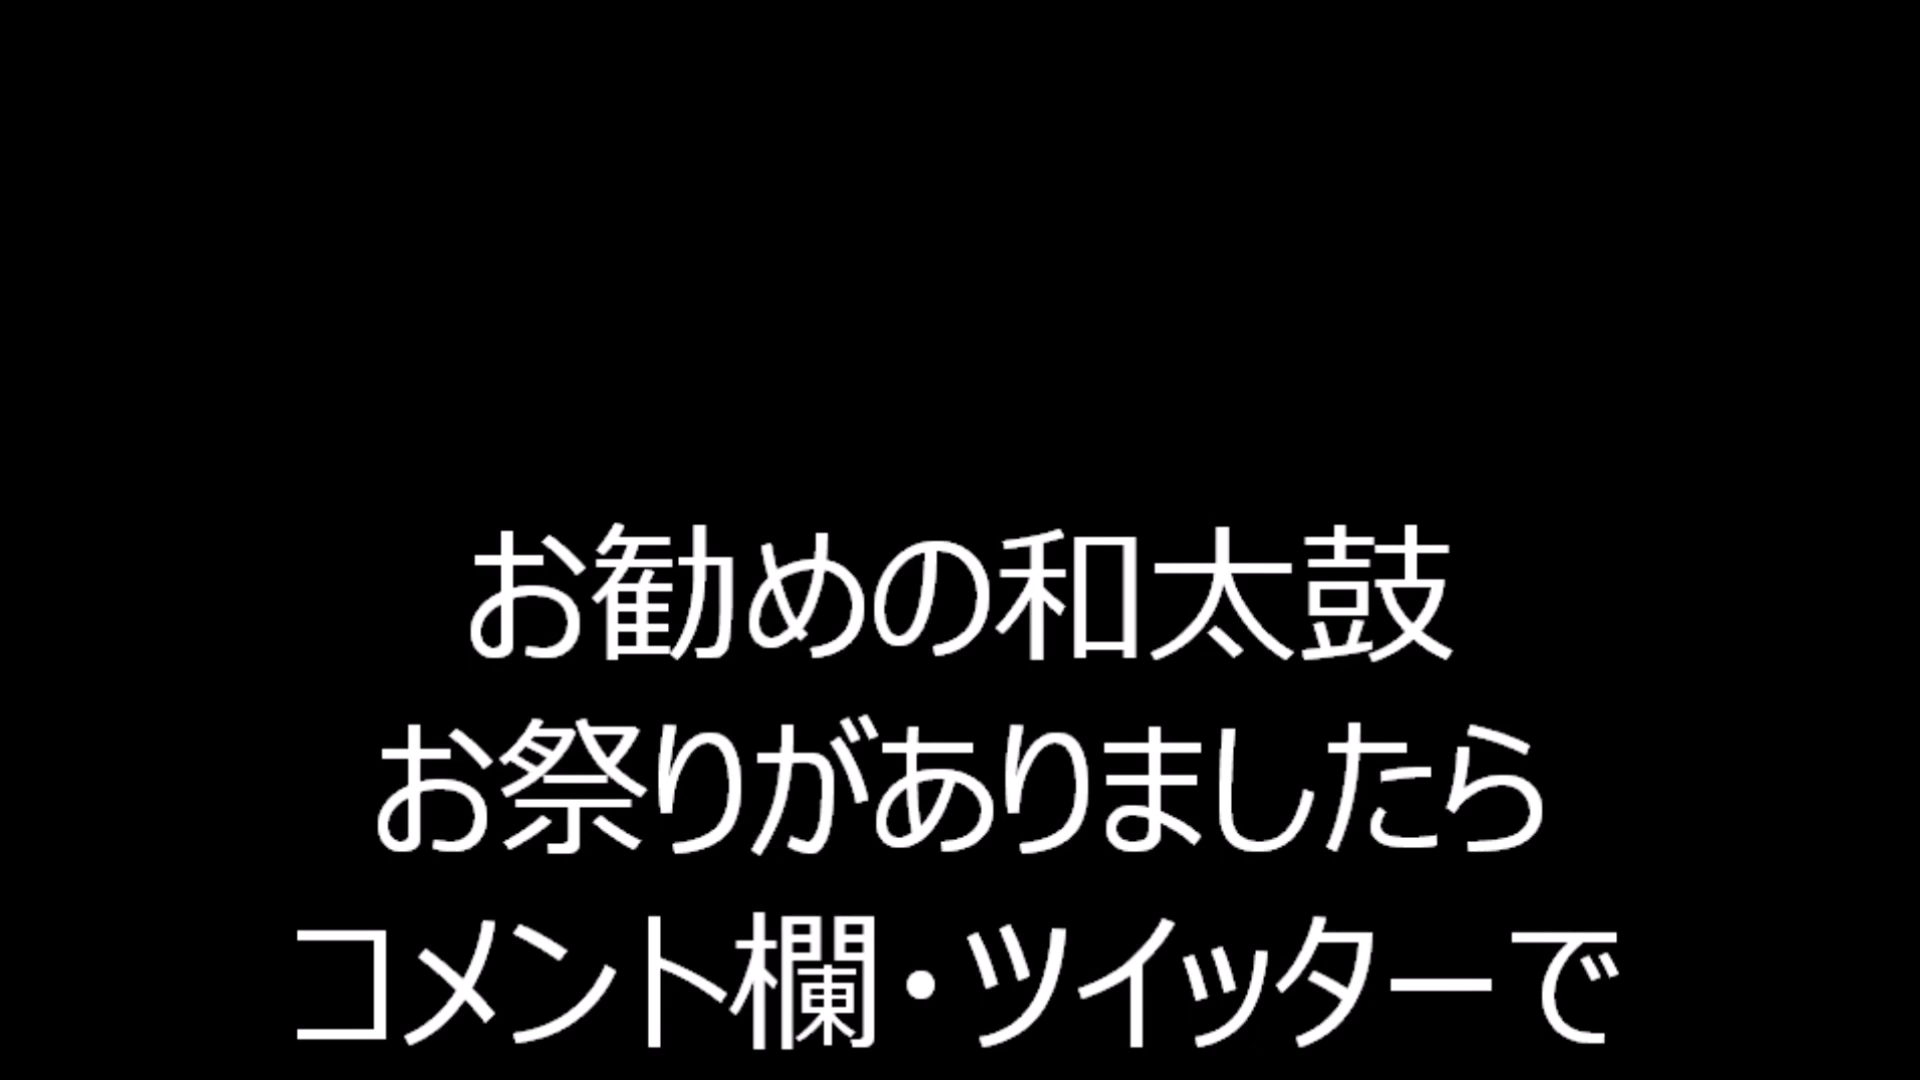 お勧めの和太鼓
お祭りがありましたら
コメント欄・ツイッターで